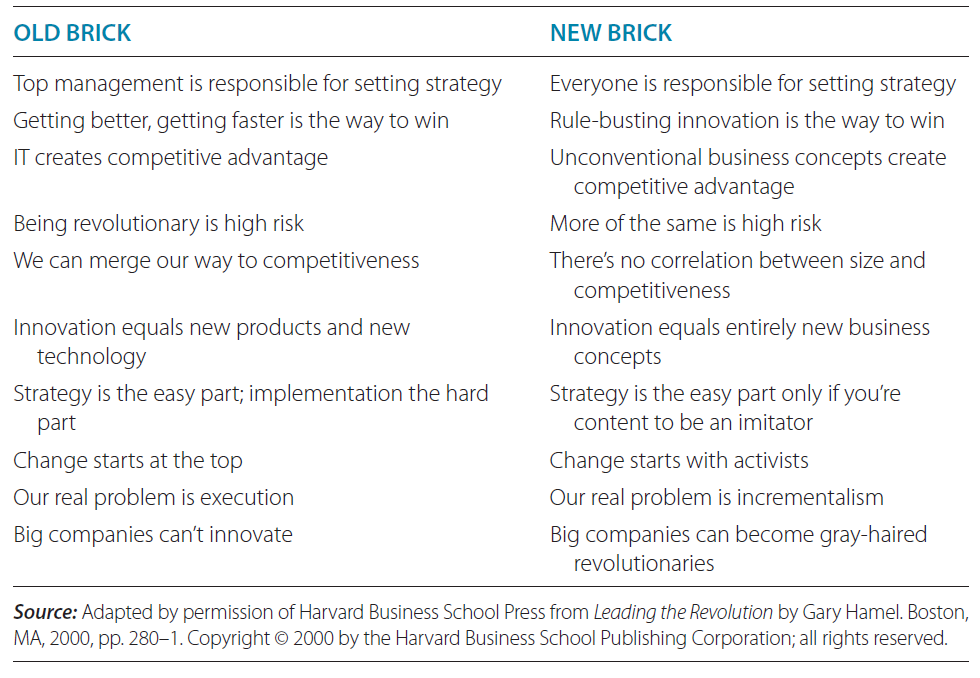 OLD BRICK NEW BRICK
Top management is responsible for setting strategy Everyone is responsible for setting strategy
Getting better, getting faster is the way to win Rule-busting innovation is the way to win
IT creates competitive advantage Unconventional business concepts create
competitive advantage
Being revolutionary is high risk More of the same is high risk
We can merge our way to competitiveness There’s no correlation between size and
competitiveness
Innovation equals new products and new Innovation equals entirely new business
technology concepts
Strategy is the easy part; implementation the hard Strategy is the easy part only if you’re
part content to be an imitator
Change starts at the top Change starts with activists
Our real problem is execution Our real problem is incrementalism
Big companies can’t innovate Big companies can become gray-haired
revolutionaries
Source: Adapted by permission of Harvard Business School Press from Leading the Revolution by Gary Hamel. Boston,
MA, 2000, pp. 280–1. Copyright © 2000 by the Harvard Business School Publishing Corporation; all rights reserved.